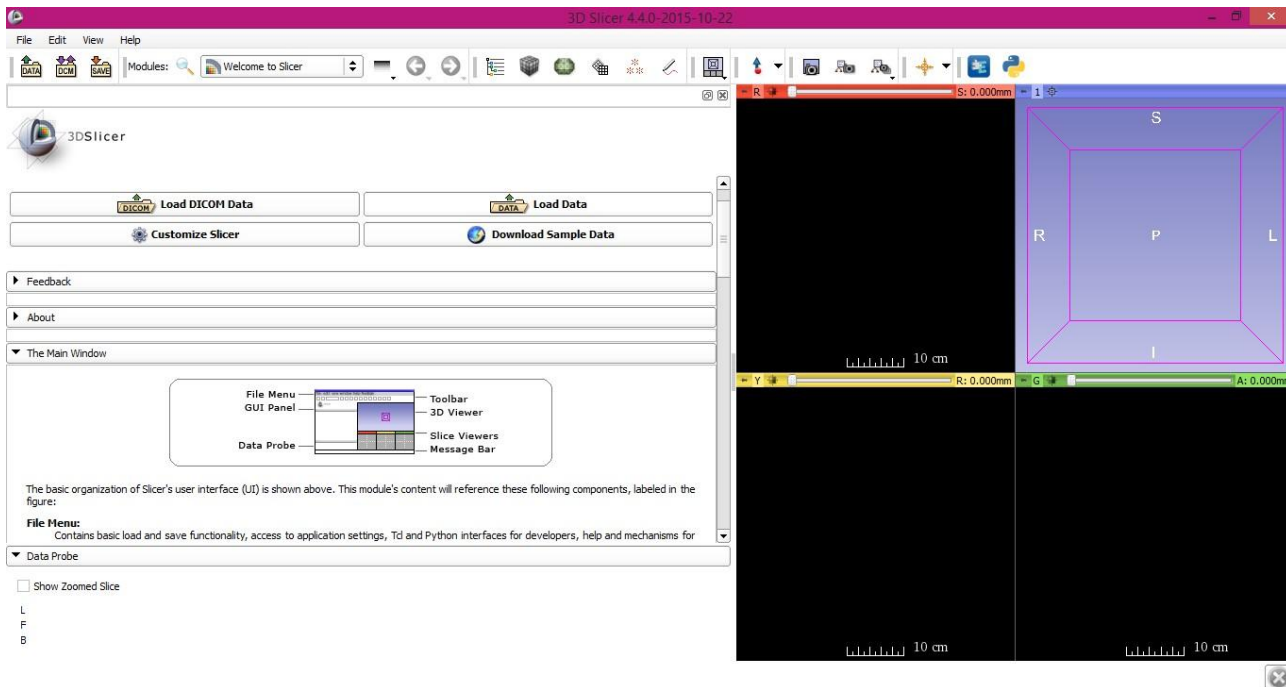 3D Slicer 4.4.0-2015-10-22
File Edit View Help
DATA DCM SAVE Modules: Welcome to Slicer
R S: 0.000mm 1
3DSlicer
S
R P L
I
DICOM Load DICOM Data DATA Load Data
Customize Slicer Download Sample Data
Feedback
About
The Main Window
10 cm
Y R: 0.000mm G A: 0.000mm
File Menu
GUI Panel
Data Probe
Toolbar
3D Viewer
Slice Viewers
Message Bar
The basic organization of Slicer's user interface (UI) is shown above. This module's content will reference these following components, labeled in the
figure:
File Menu:
Contains basic load and save functionality, access to application settings, Tcl and Python interfaces for developers, help and mechanisms for
Data Probe
Show Zoomed Slice
L
F
B
10 cm 10 cm